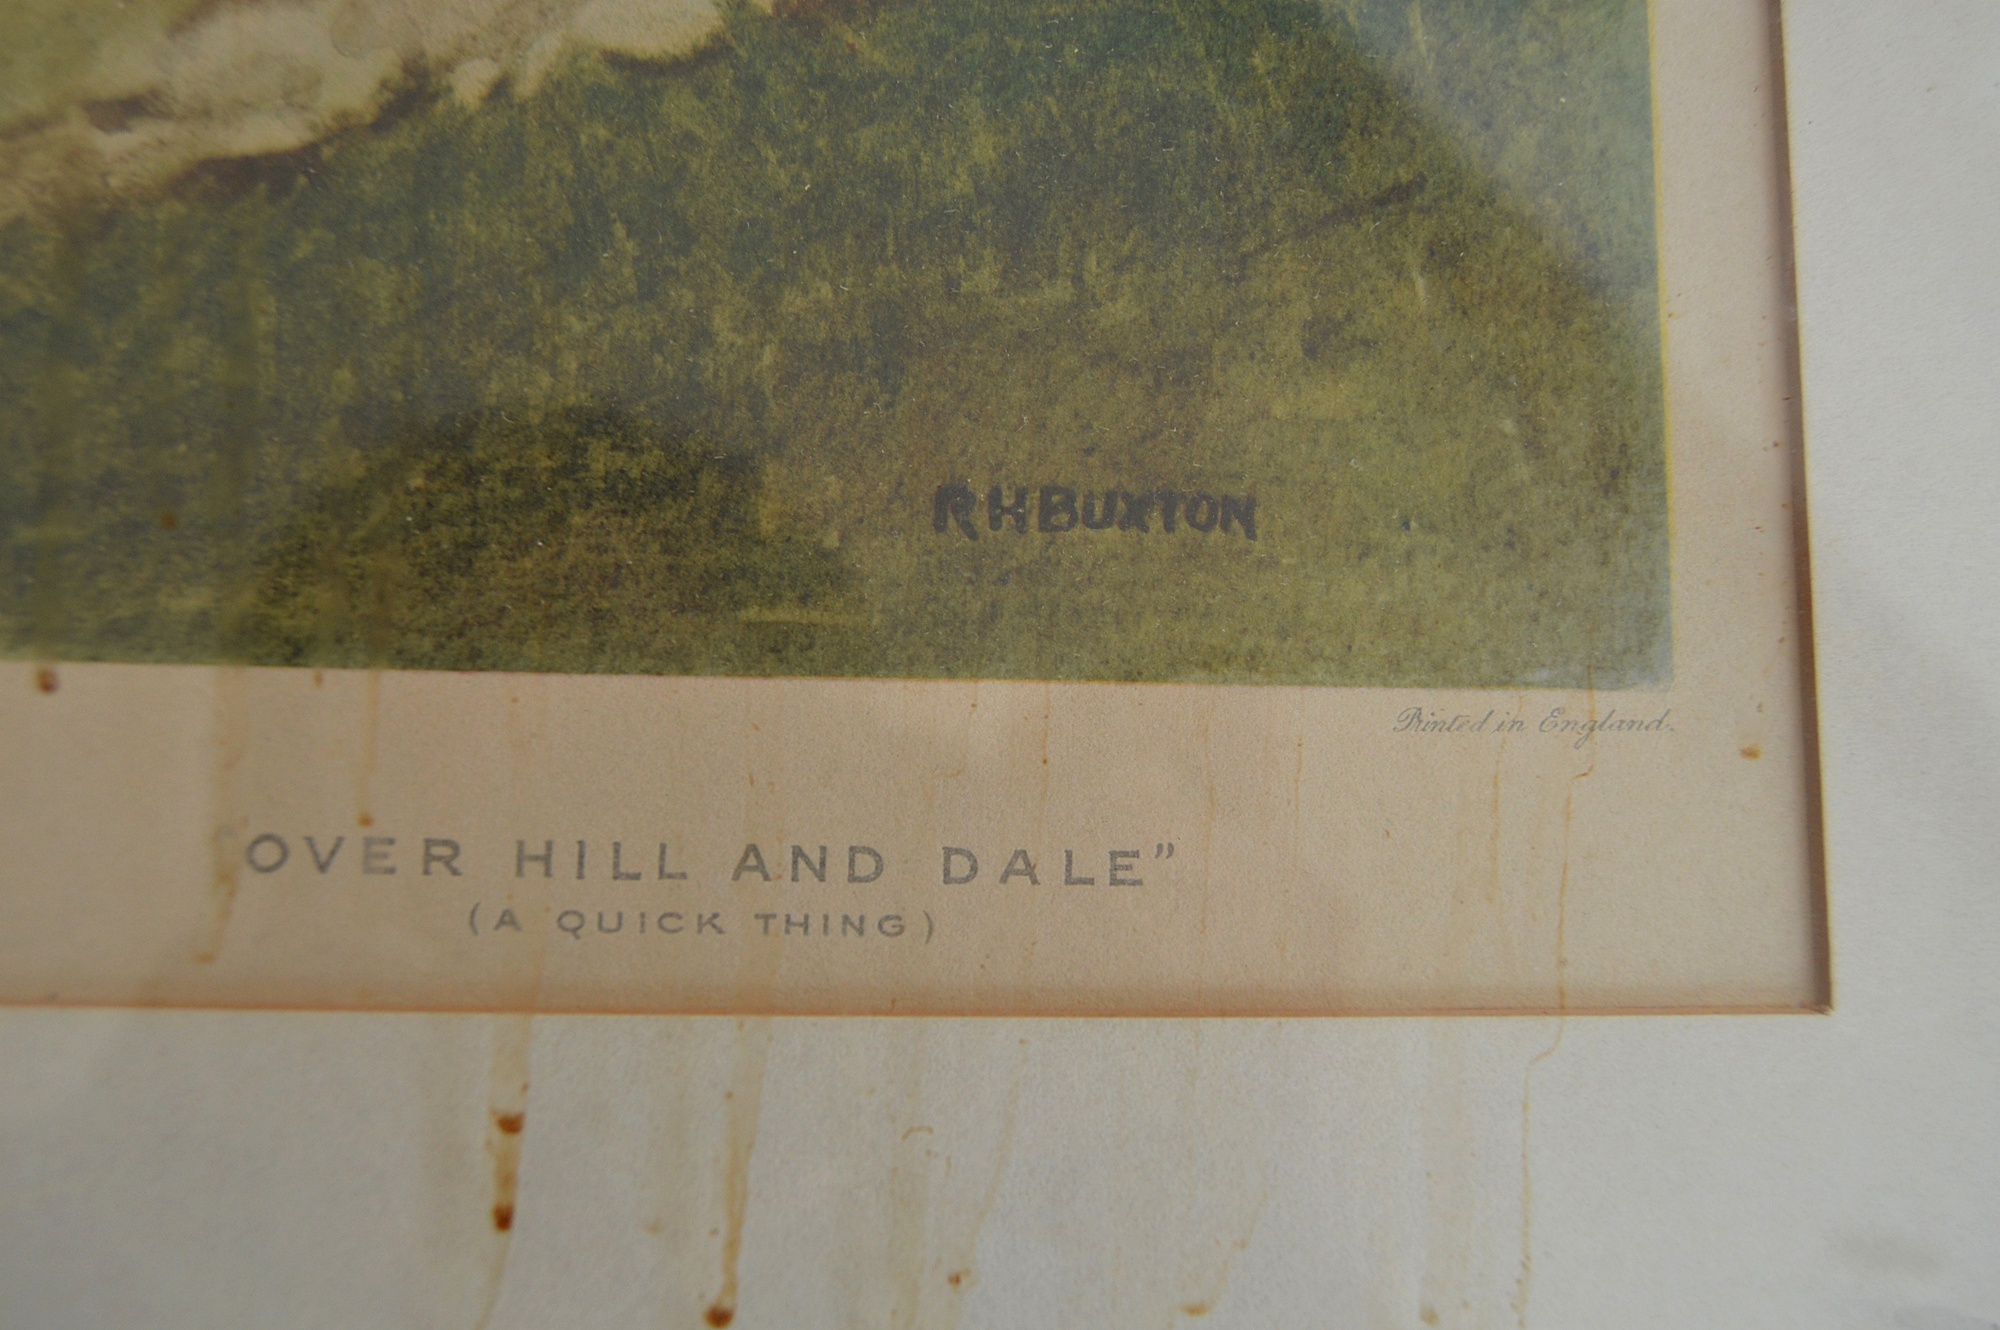 R H BUXTON
Printed in England.
"OVER HILL AND DALE”
(A QUICK THING)